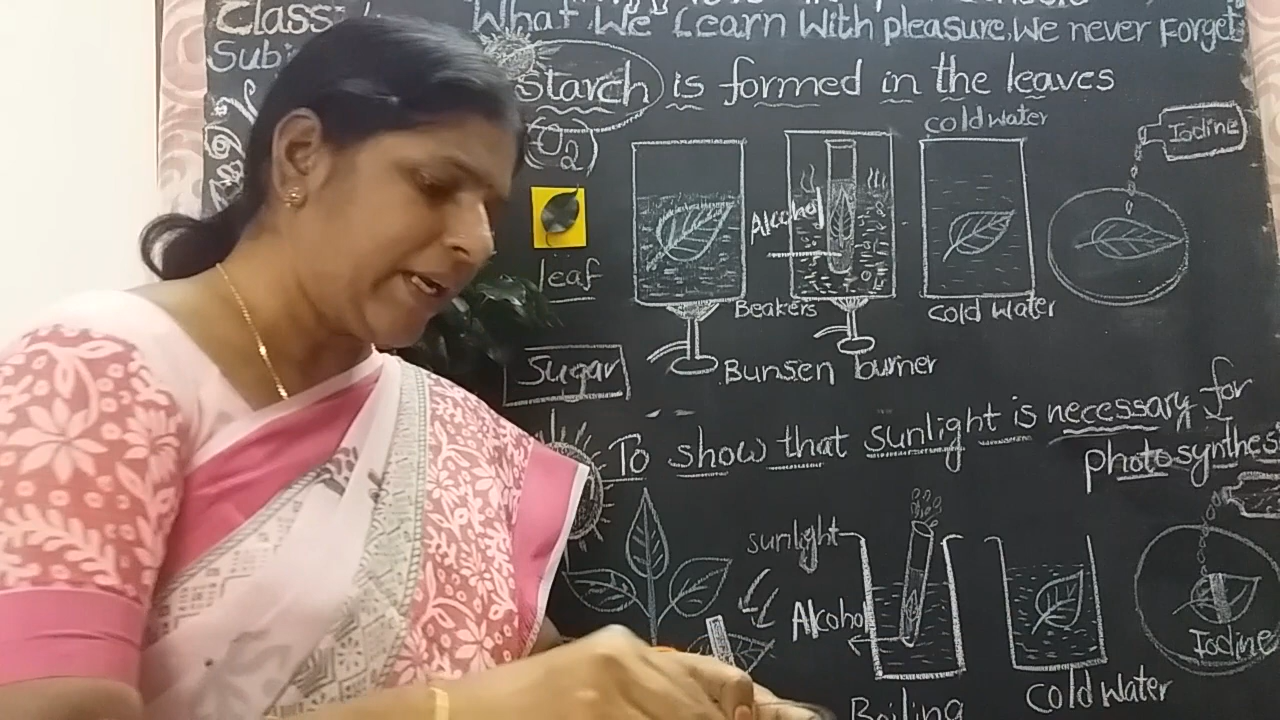 Class
What We Learn With pleasure, We never Forget
Subj
Starch is formed in the leaves
O2
cold water
Iodine
Alcohol
leaf
Beakers
cold water
Sugar
Bunsen burner
To show that sunlight is necessary for
photosynthes
sunlight
Alcohol
Iodine
Boiling
cold water